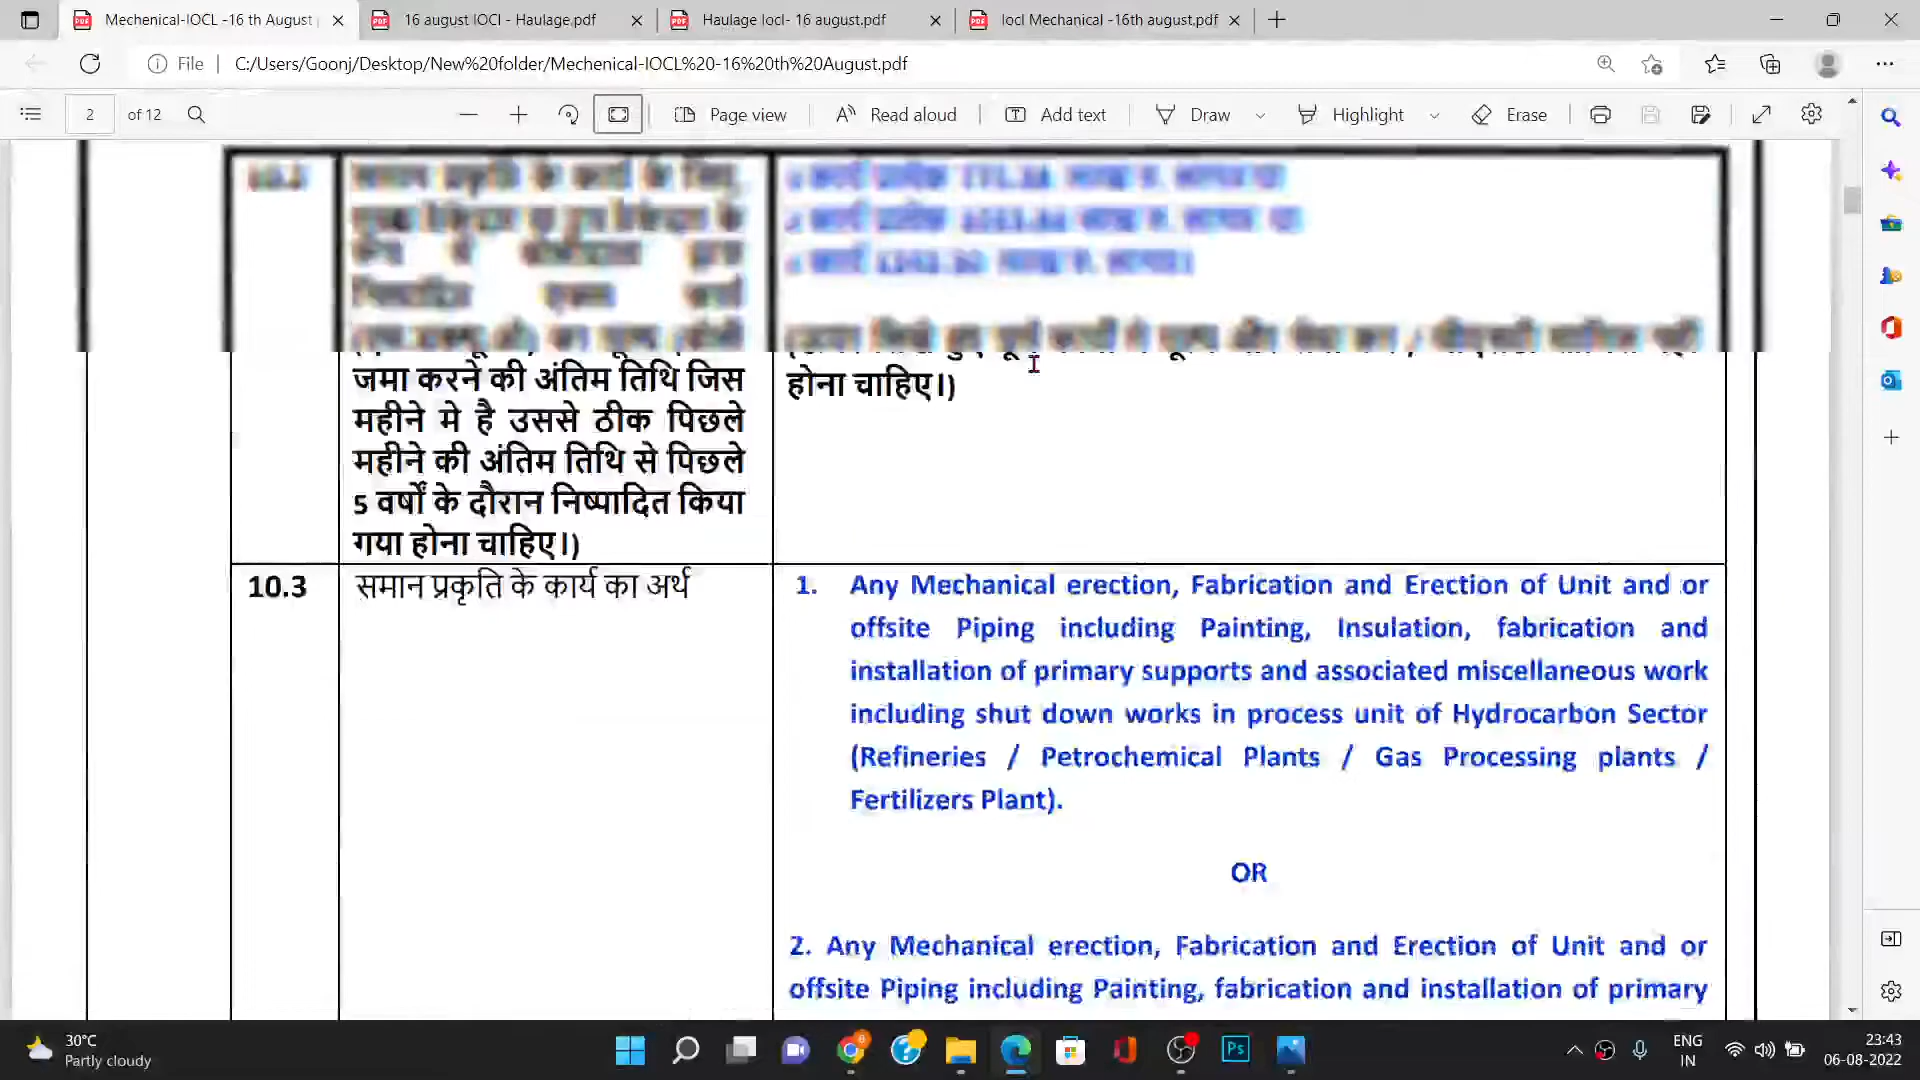 Mechenical-IOCL -16 th August
16 august IOCl - Haulage.pdf
Haulage Iocl- 16 august.pdf
Iocl Mechanical -16th august.pdf
File
C:/Users/Goonj/Desktop/New%20folder/Mechenical-IOCL%20-16%20th%20August.pdf
2 of 12
Page view
Read aloud
Add text
Draw
Highlight
Erase
जमा करने की अंतिम तिथि जिस
महीने मे है उससे ठीक पिछले
महीने की अंतिम तिथि से पिछले
5 वर्षों के दौरान निष्पादित किया
गया होना चाहिए।)
होना चाहिए।)
10.3
समान प्रकृति के कार्य का अर्थ
1. Any Mechanical erection, Fabrication and Erection of Unit and or
offsite Piping including Painting, Insulation, fabrication and
installation of primary supports and associated miscellaneous work
including shut down works in process unit of Hydrocarbon Sector
(Refineries / Petrochemical Plants / Gas Processing plants /
Fertilizers Plant).
OR
2. Any Mechanical erection, Fabrication and Erection of Unit and or
offsite Piping including Painting, fabrication and installation of primary
30°C
Partly cloudy
Ps
ENG
IN
23:43
06-08-2022